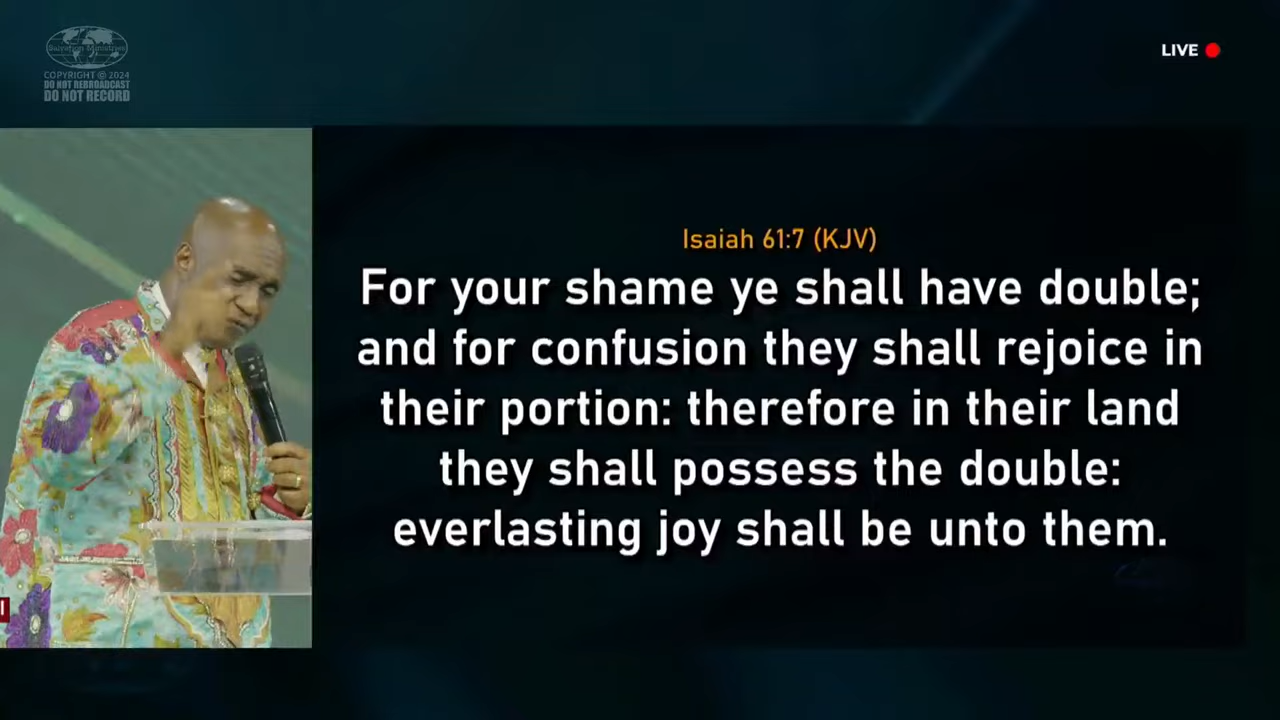 Salvation Ministries
COPYRIGHT © 2024
DO NOT REBROADCAST
DO NOT RECORD
LIVE
Isaiah 61:7 (KJV)
For your shame ye shall have double;
and for confusion they shall rejoice in
their portion: therefore in their land
they shall possess the double:
everlasting joy shall be unto them.